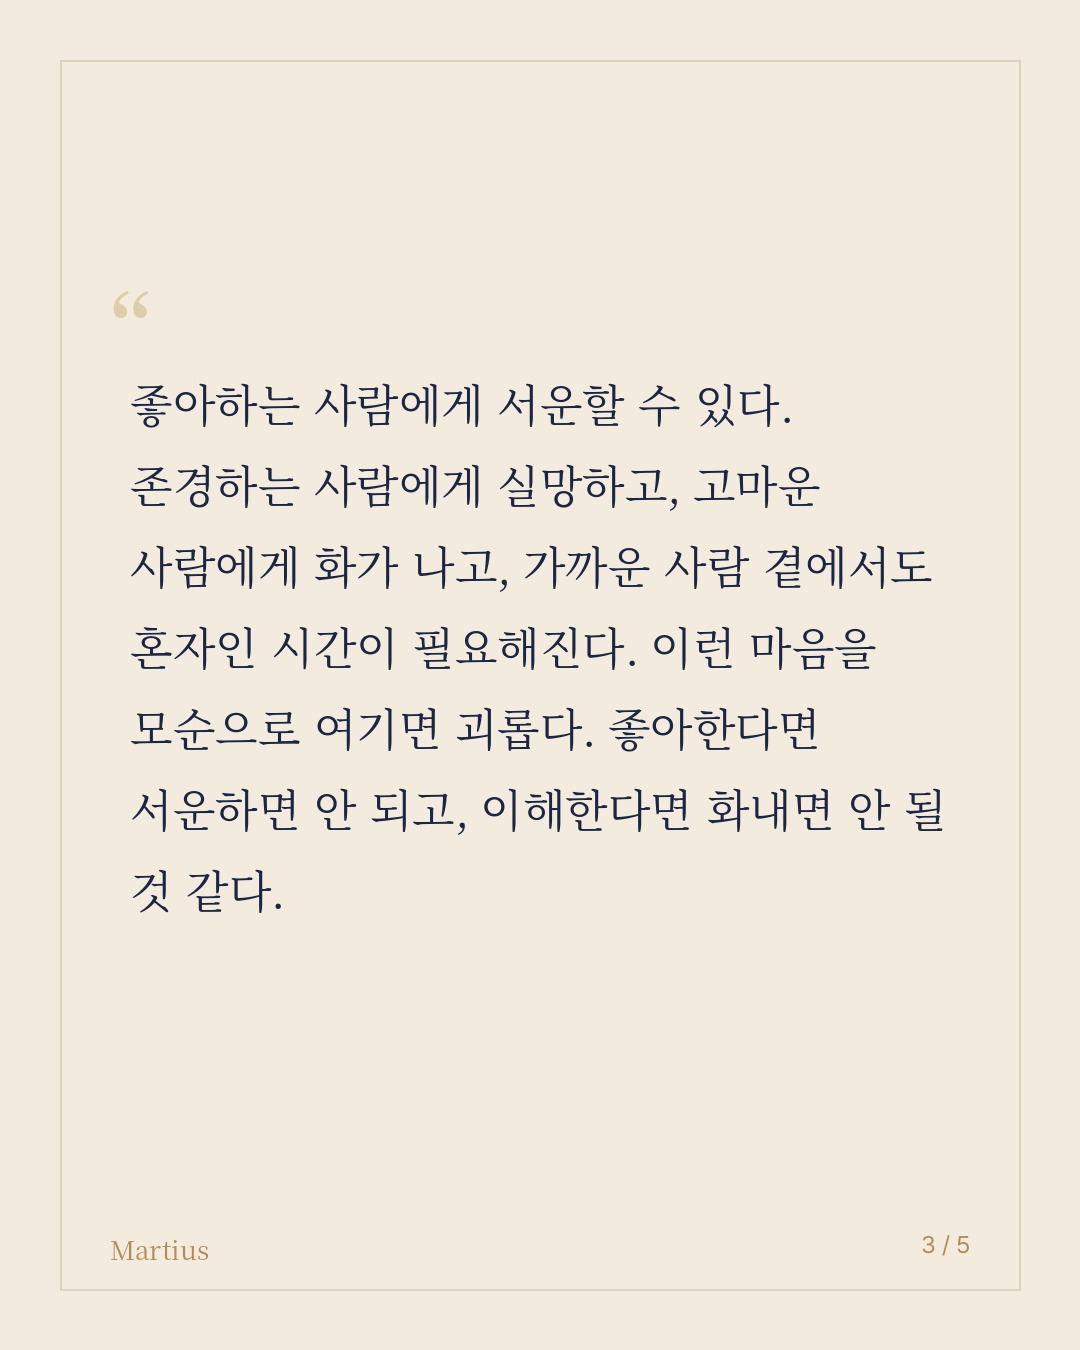 “
좋아하는 사람에게 서운할 수 있다.
존경하는 사람에게 실망하고, 고마운
사람에게 화가 나고, 가까운 사람 곁에서도
혼자인 시간이 필요해진다. 이런 마음을
모순으로 여기면 괴롭다. 좋아한다면
서운하면 안 되고, 이해한다면 화내면 안 될
것 같다.
Martius
3 / 5